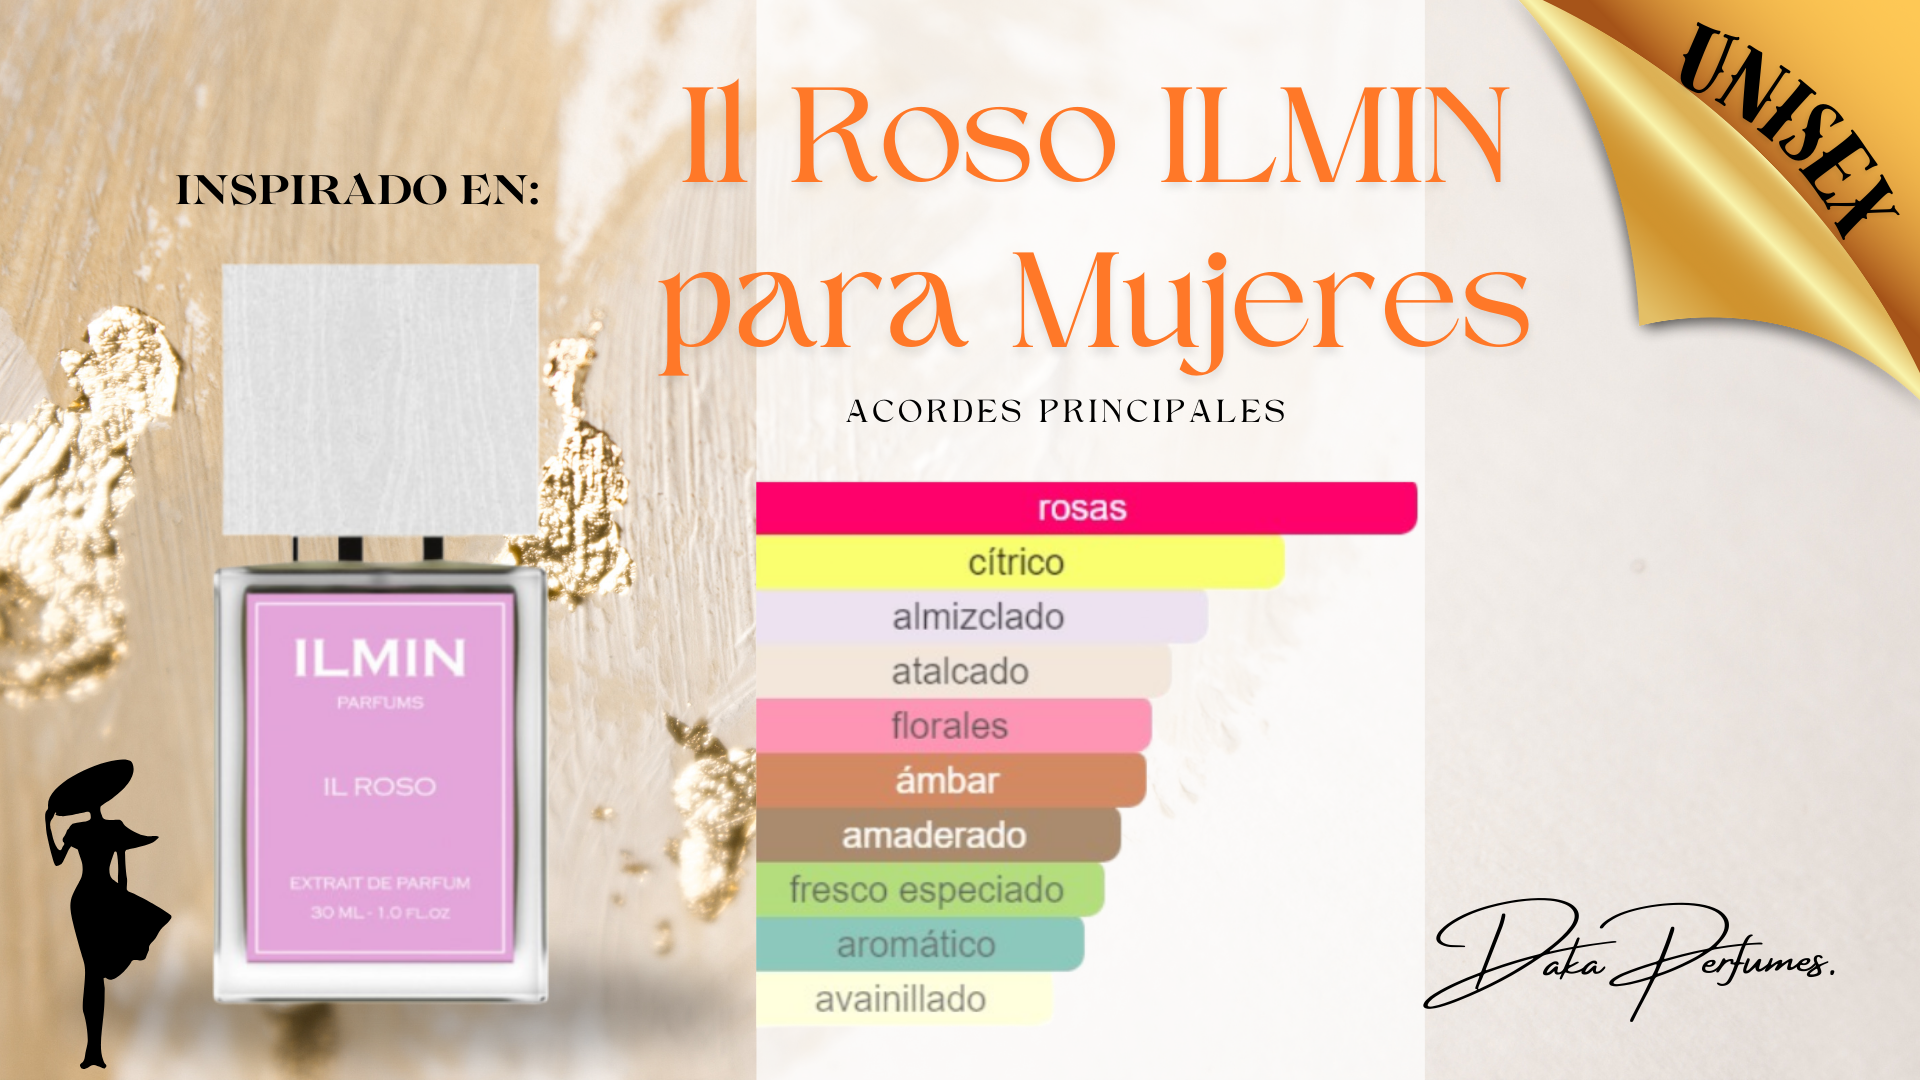 UNISEX
Il Roso ILMIN
para Mujeres
INSPIRADO EN:
ACORDES PRINCIPALES
rosas
cítrico
almizclado
atalcado
florales
ámbar
amaderado
fresco especiado
aromático
avainillado
ILMIN
PARFUMS
IL ROSO
EXTRAIT DE PARFUM
30 ML - 1.0 FL.OZ
Daka Perfumes.